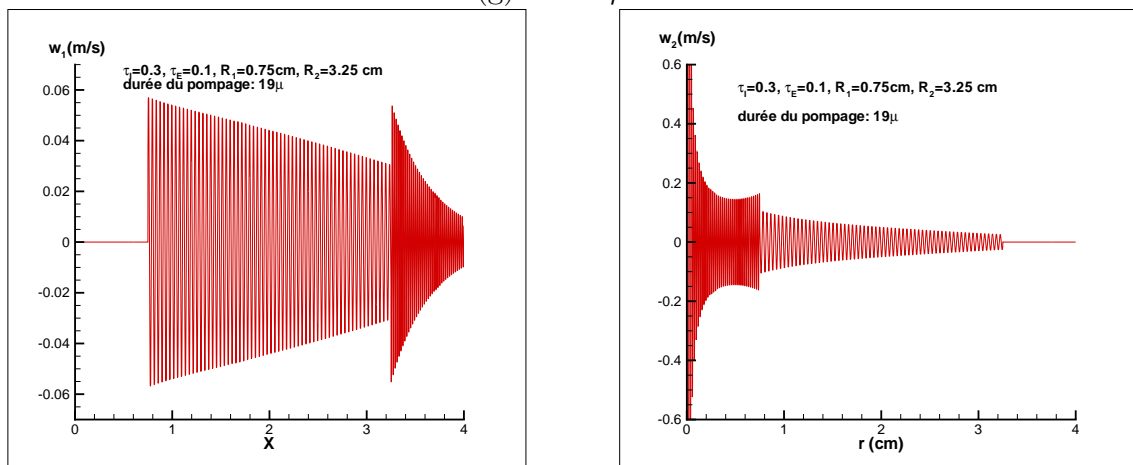 w₁(m/s)
τI=0.3, τE=0.1, R₁=0.75cm, R₂=3.25 cm
durée du pompage: 19μ
0.06
0.04
0.02
0
-0.02
-0.04
-0.06
0 1 2 3 4
X
w₂(m/s)
0.6
τI=0.3, τE=0.1, R₁=0.75cm, R₂=3.25 cm
durée du pompage: 19μ
0.4
0.2
0
-0.2
-0.4
-0.6
0 1 2 3 4
r (cm)